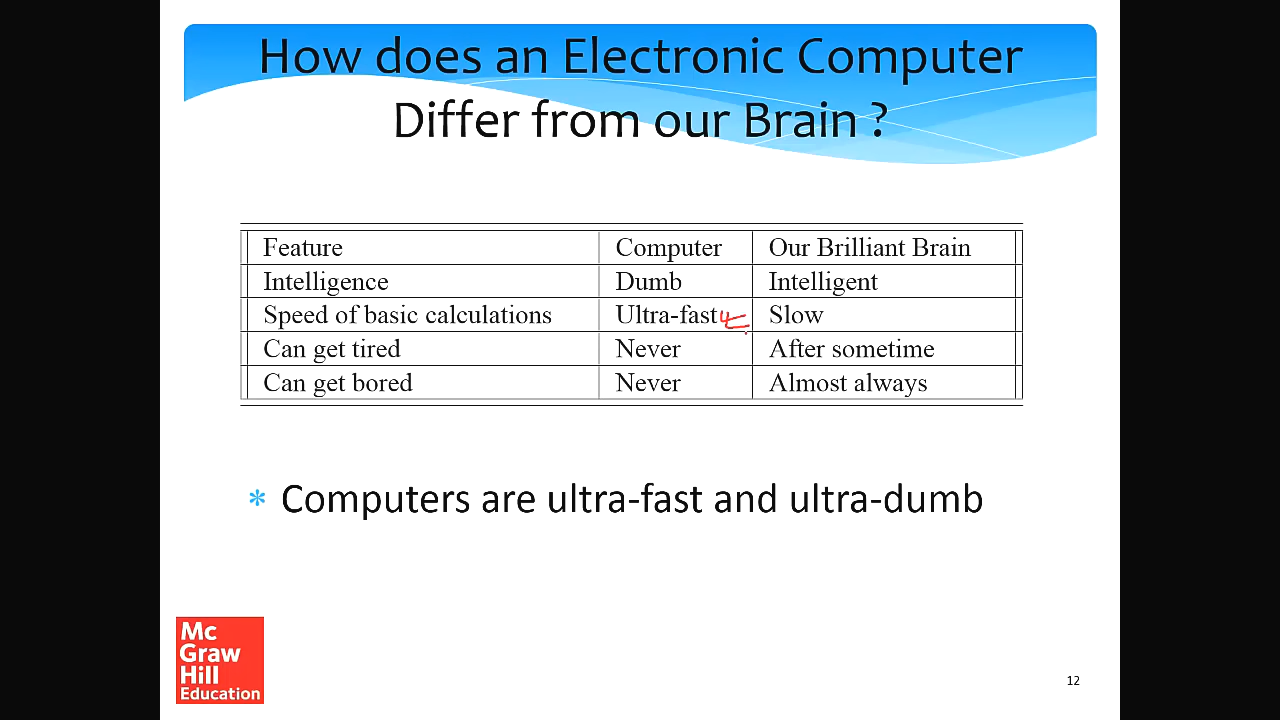 How does an Electronic Computer
Differ from our Brain ?
Feature Computer Our Brilliant Brain
Intelligence Dumb Intelligent
Speed of basic calculations Ultra-fast Slow
Can get tired Never After sometime
Can get bored Never Almost always
* Computers are ultra-fast and ultra-dumb
Mc
Graw
Hill
Education
12